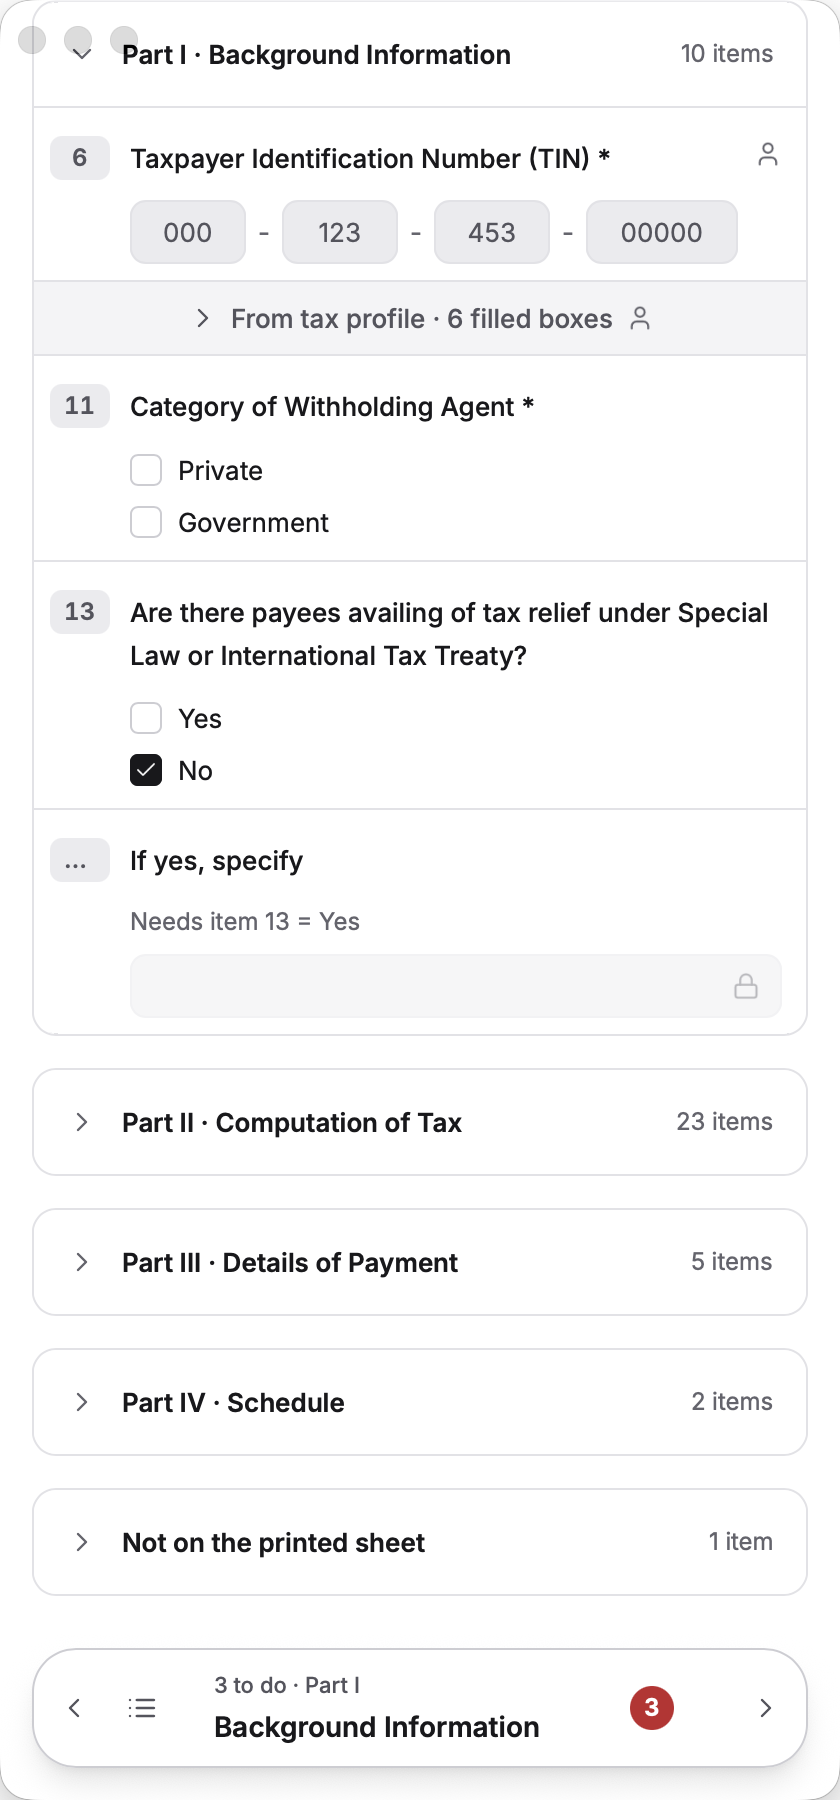 Part I · Background Information 10 items
6 Taxpayer Identification Number (TIN) *
000 - 123 - 453 - 00000
From tax profile · 6 filled boxes
11 Category of Withholding Agent *
Private
Government
13 Are there payees availing of tax relief under Special
Law or International Tax Treaty?
Yes
No
... If yes, specify
Needs item 13 = Yes
Part II · Computation of Tax 23 items
Part III · Details of Payment 5 items
Part IV · Schedule 2 items
Not on the printed sheet 1 item
3 to do · Part I
Background Information 3